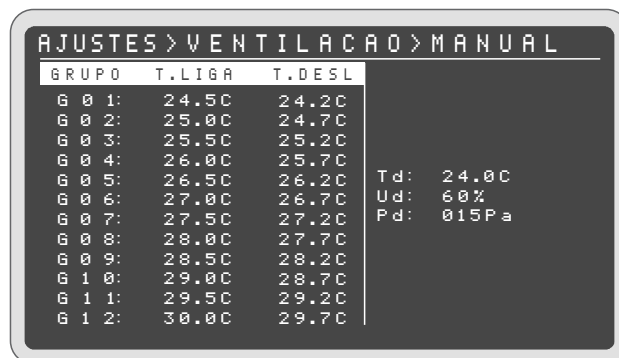 AJUSTES>VENTILACAO>MANUAL
GRUPO T.LIGA T.DESL
G01: 24.5C 24.2C
G02: 25.0C 24.7C
G03: 25.5C 25.2C
G04: 26.0C 25.7C
G05: 26.5C 26.2C
G06: 27.0C 26.7C
G07: 27.5C 27.2C
G08: 28.0C 27.7C
G09: 28.5C 28.2C
G10: 29.0C 28.7C
G11: 29.5C 29.2C
G12: 30.0C 29.7C
Td: 24.0C
Ud: 60%
Pd: 015Pa